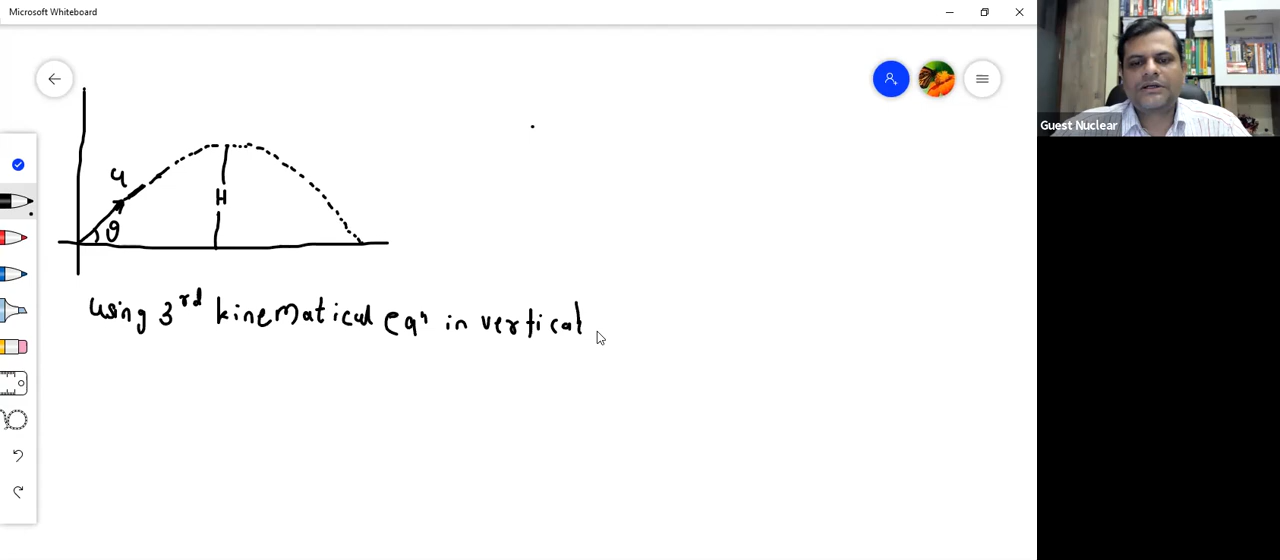 Microsoft Whiteboard
Guest Nuclear
u
H
θ
using 3rd kinematical eqn in vertical